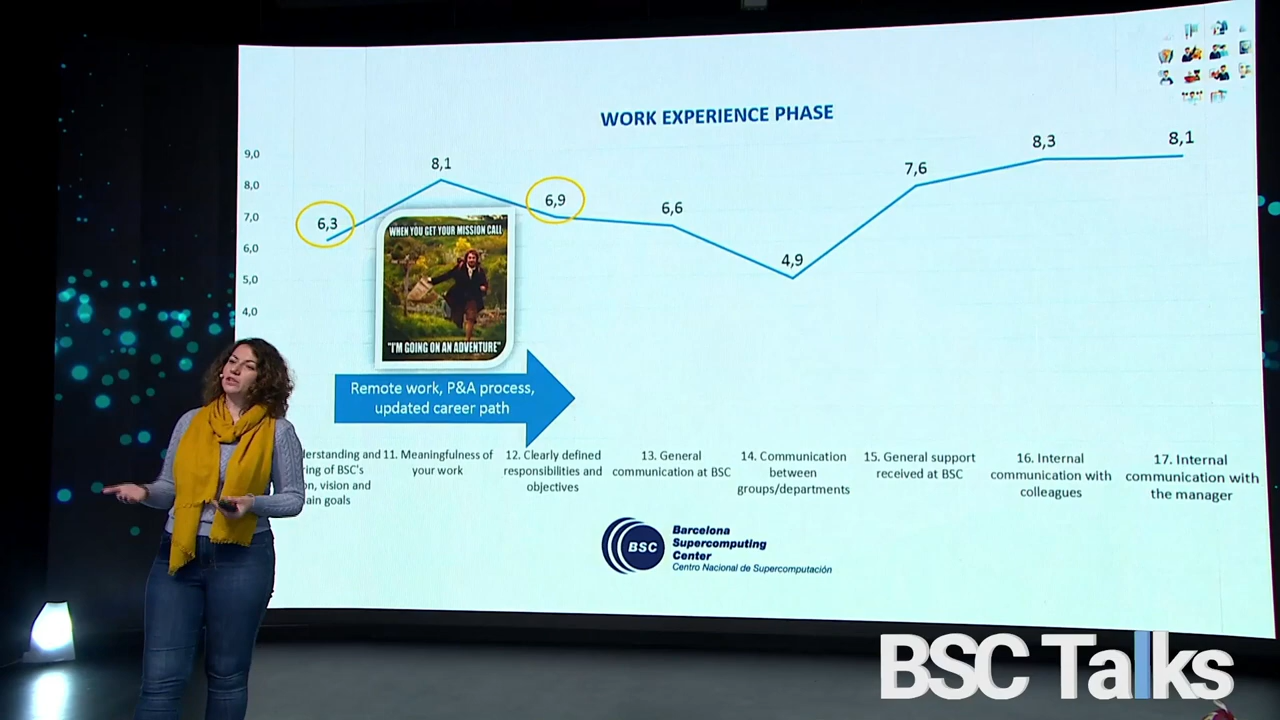 WORK EXPERIENCE PHASE
9,0
8,0
7,0
6,0
5,0
4,0
6,3
8,1
6,9
6,6
4,9
7,6
8,3
8,1
WHEN YOU GET YOUR MISSION CALL
"I'M GOING ON AN ADVENTURE"
Remote work, P&A process,
updated career path
and
of BSC's
vision and
goals
11. Meaningfulness of
your work
12. Clearly defined
responsibilities and
objectives
13. General
communication at BSC
14. Communication
between
groups/departments
15. General support
received at BSC
16. Internal
communication with
colleagues
17. Internal
communication with
the manager
BSC
Barcelona
Supercomputing
Center
Centro Nacional de Supercomputación
BSC Talks